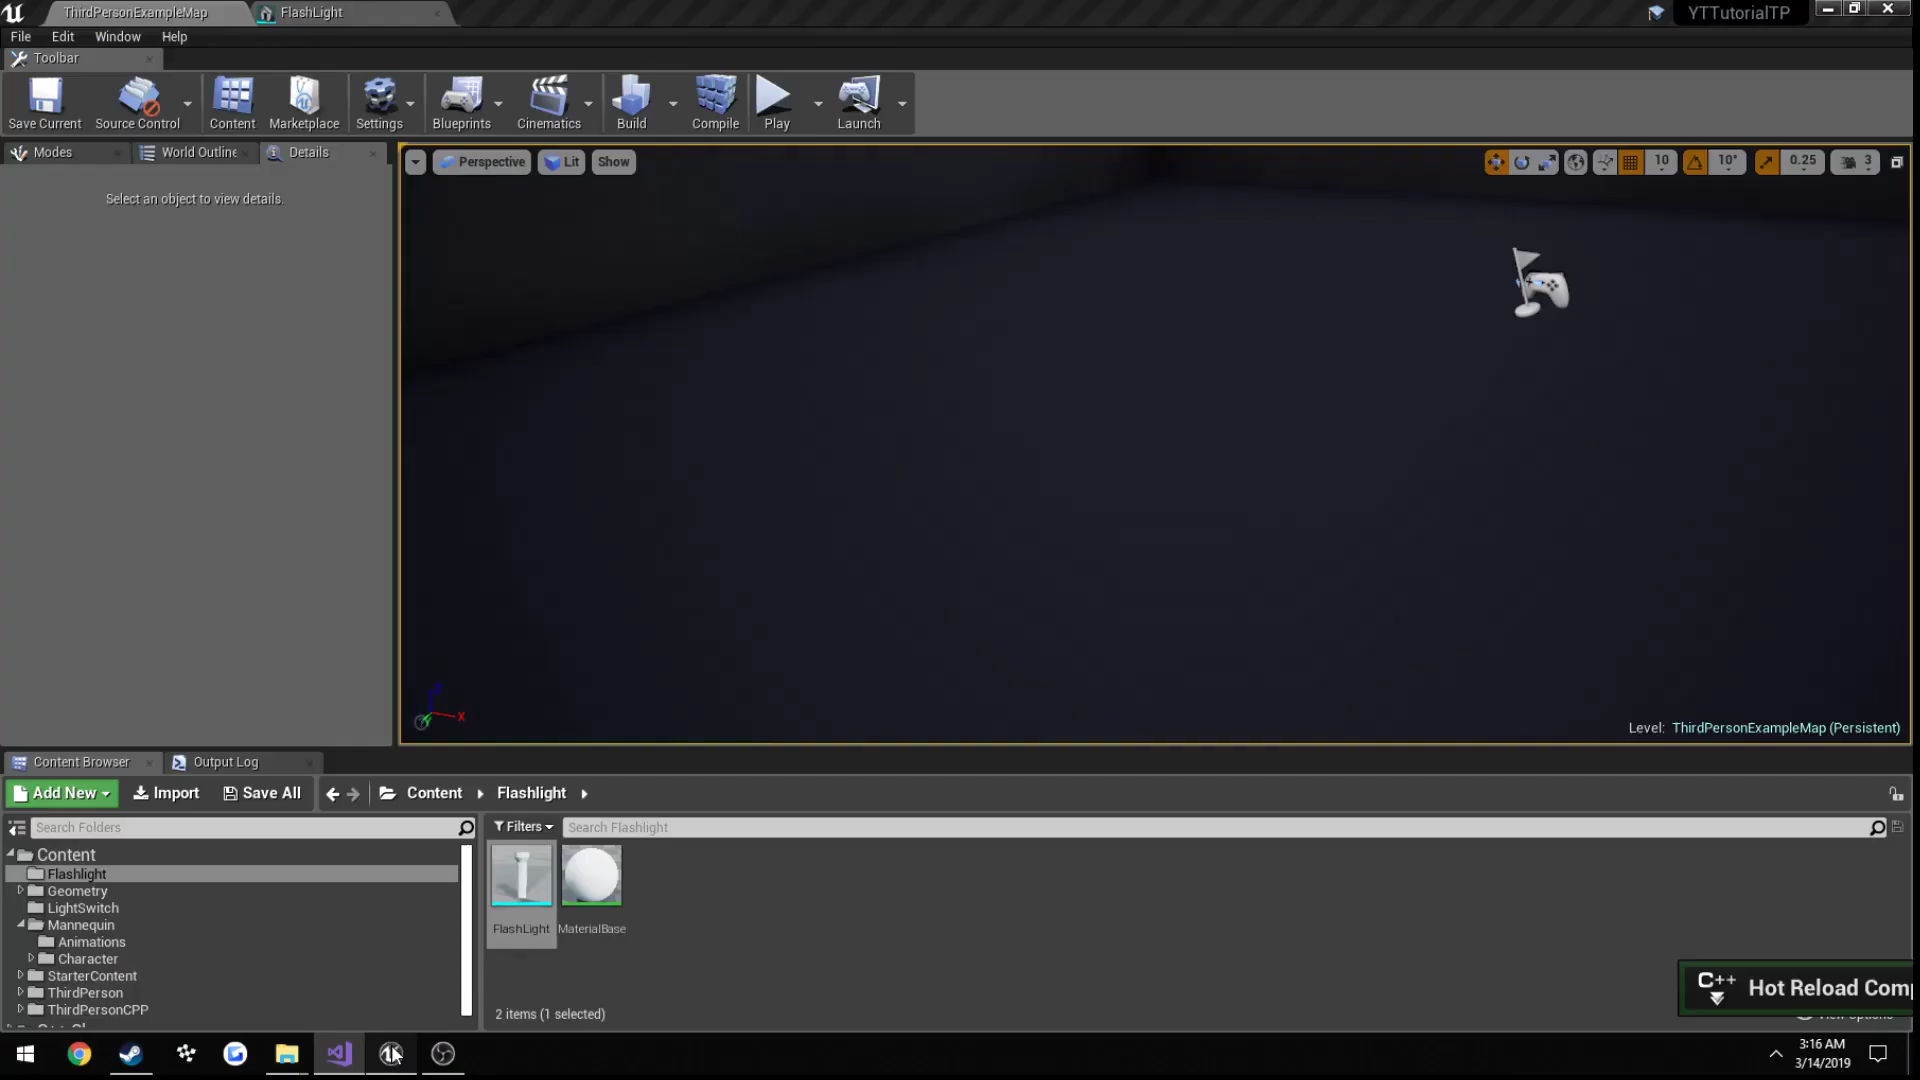 ThirdPersonExampleMap FlashLight YTTutorialTP
File Edit Window Help
Toolbar
Save Current Source Control Content Marketplace Settings Blueprints Cinematics Build Compile Play Launch
Modes World Outline Details
Perspective Lit Show 10 10° 0.25 3
Select an object to view details.
X
Level: ThirdPersonExampleMap (Persistent)
Content Browser Output Log
Add New Import Save All Content Flashlight
Search Folders Filters Search Flashlight
Content
Flashlight
Geometry
LightSwitch
Mannequin
Animations
Character
StarterContent
ThirdPerson
ThirdPersonCPP
FlashLight MaterialBase
2 items (1 selected)
C++ Hot Reload Comp
View Options
3:16 AM
3/14/2019